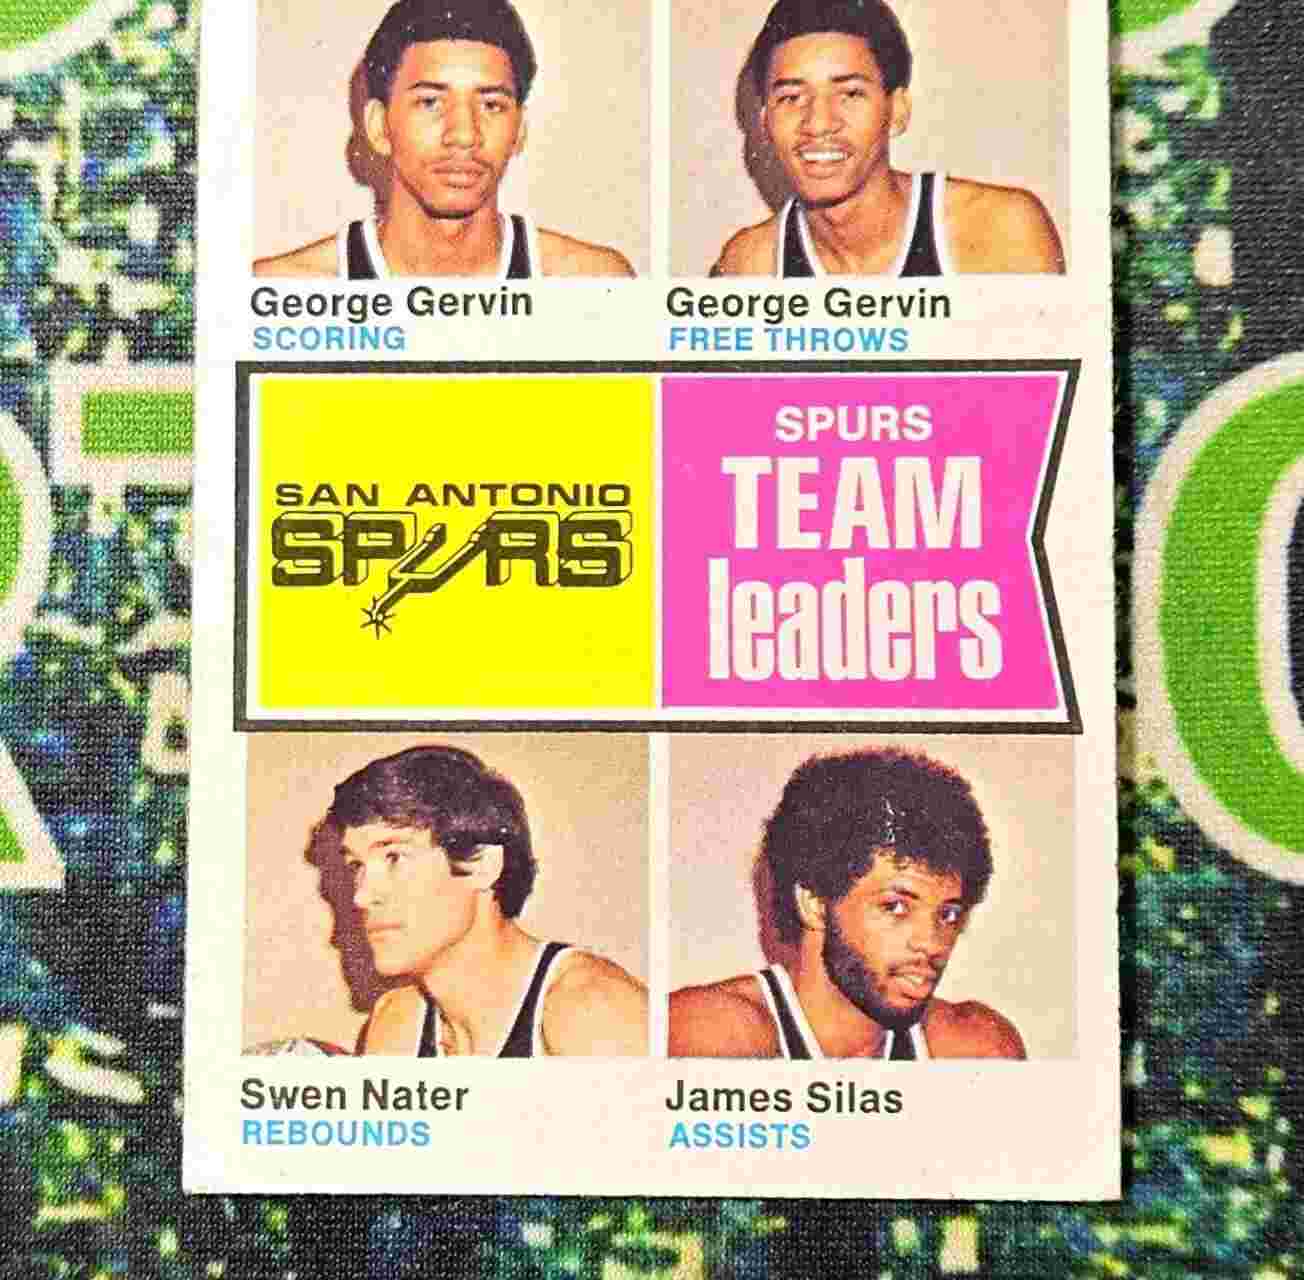 George Gervin
SCORING
George Gervin
FREE THROWS
SAN ANTONIO
SPURS
SPURS
TEAM
leaders
Swen Nater
REBOUNDS
James Silas
ASSISTS